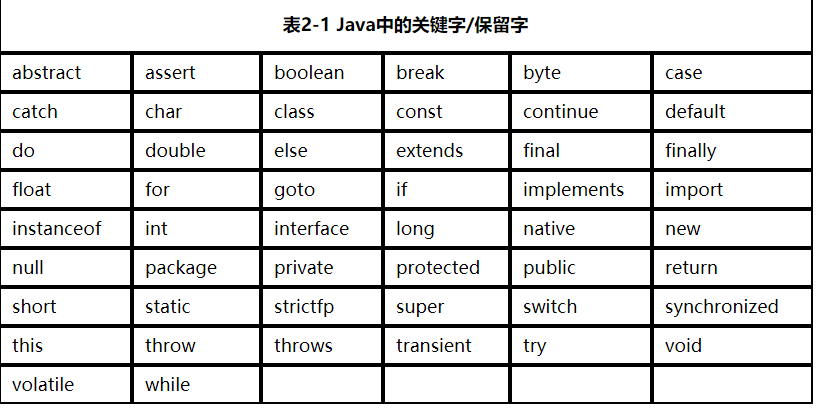 表2-1 Java中的关键字/保留字
abstract assert boolean break byte case
catch char class const continue default
do double else extends final finally
float for goto if implements import
instanceof int interface long native new
null package private protected public return
short static strictfp super switch synchronized
this throw throws transient try void
volatile while